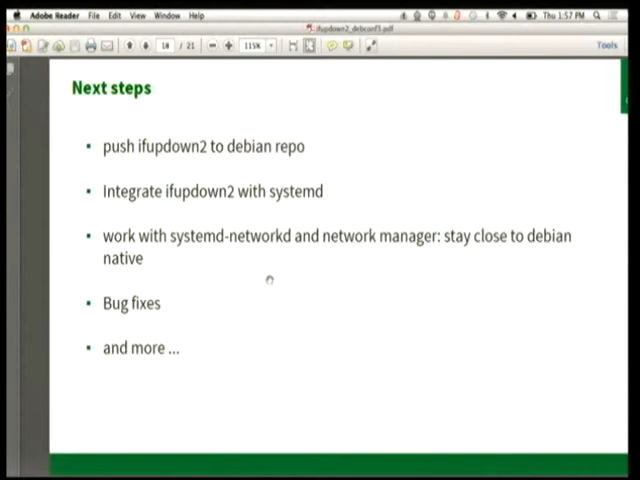 Adobe Reader File Edit View Window Help Thu 1:57 PM
ifupdown2_debconf1.pdf
18 / 21 115% Tools
Next steps
push ifupdown2 to debian repo
Integrate ifupdown2 with systemd
work with systemd-networkd and network manager: stay close to debian
native
Bug fixes
and more ...